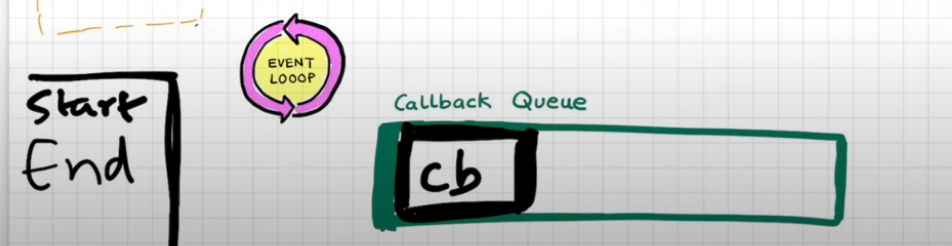 EVENT
LOOOP
Callback Queue
Start
End
cb